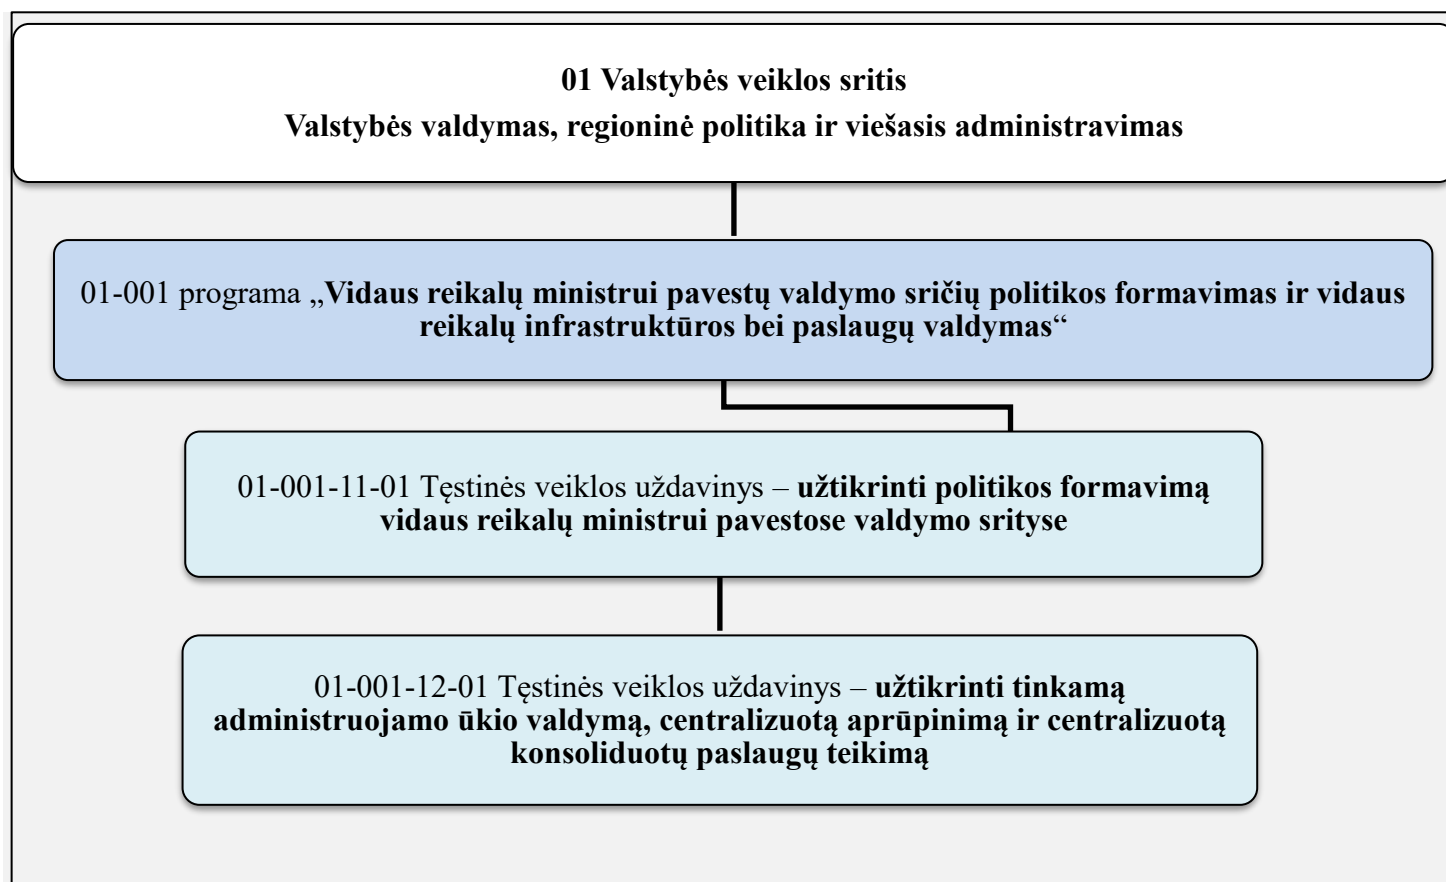 01 Valstybės veiklos sritis
Valstybės valdymas, regioninė politika ir viešasis administravimas
01-001 programa „Vidaus reikalų ministrui pavestų valdymo sričių politikos formavimas ir vidaus
reikalų infrastruktūros bei paslaugų valdymas“
01-001-11-01 Tęstinės veiklos uždavinys – užtikrinti politikos formavimą
vidaus reikalų ministrui pavestose valdymo srityse
01-001-12-01 Tęstinės veiklos uždavinys – užtikrinti tinkamą
administruojamo ūkio valdymą, centralizuotą aprūpinimą ir centralizuotą
konsoliduotų paslaugų teikimą